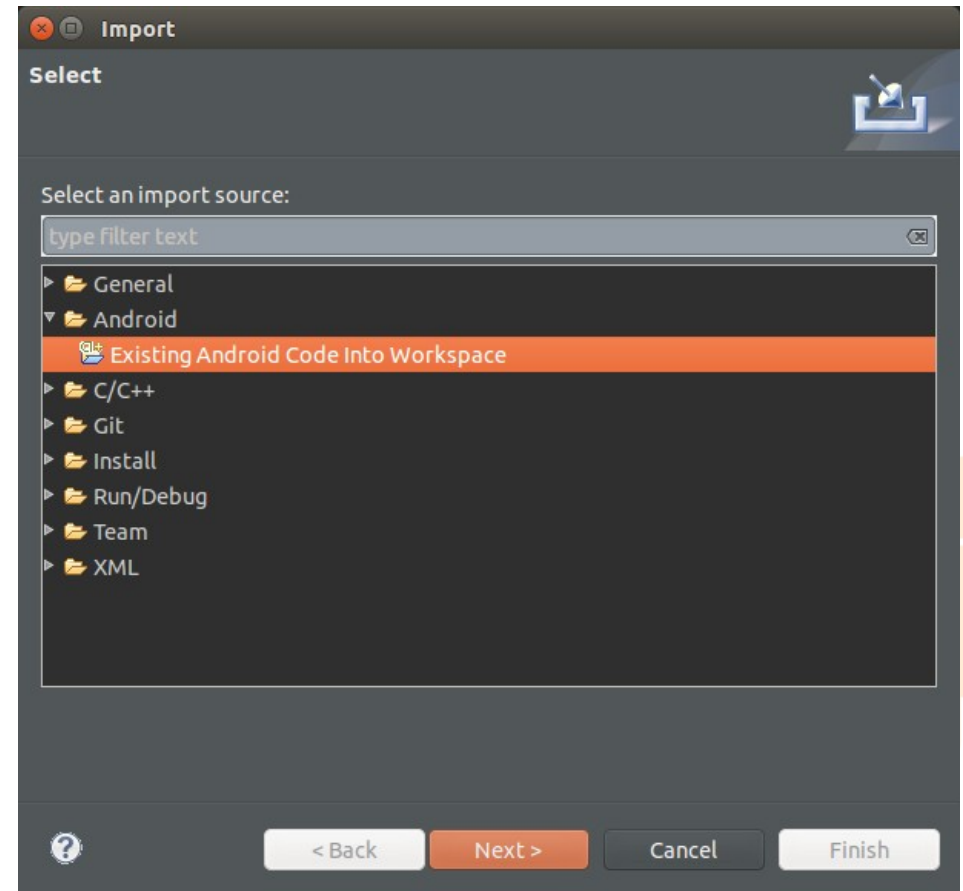 Import
Select
Select an import source:
type filter text
General
Android
Existing Android Code Into Workspace
C/C++
Git
Install
Run/Debug
Team
XML
? < Back Next > Cancel Finish